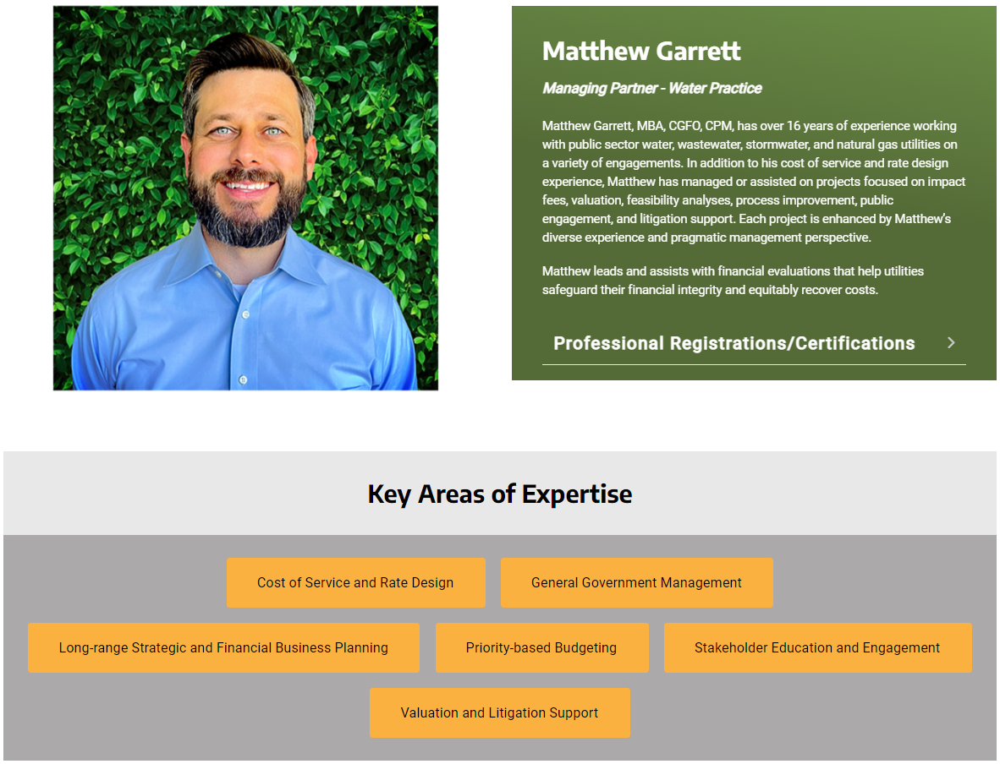 Matthew Garrett
Managing Partner - Water Practice
Matthew Garrett, MBA, CGFO, CPM, has over 16 years of experience working
with public sector water, wastewater, stormwater, and natural gas utilities on
a variety of engagements. In addition to his cost of service and rate design
experience, Matthew has managed or assisted on projects focused on impact
fees, valuation, feasibility analyses, process improvement, public
engagement, and litigation support. Each project is enhanced by Matthew's
diverse experience and pragmatic management perspective.
Matthew leads and assists with financial evaluations that help utilities
safeguard their financial integrity and equitably recover costs.
Professional Registrations/Certifications
Key Areas of Expertise
Cost of Service and Rate Design
General Government Management
Long-range Strategic and Financial Business Planning
Priority-based Budgeting
Stakeholder Education and Engagement
Valuation and Litigation Support